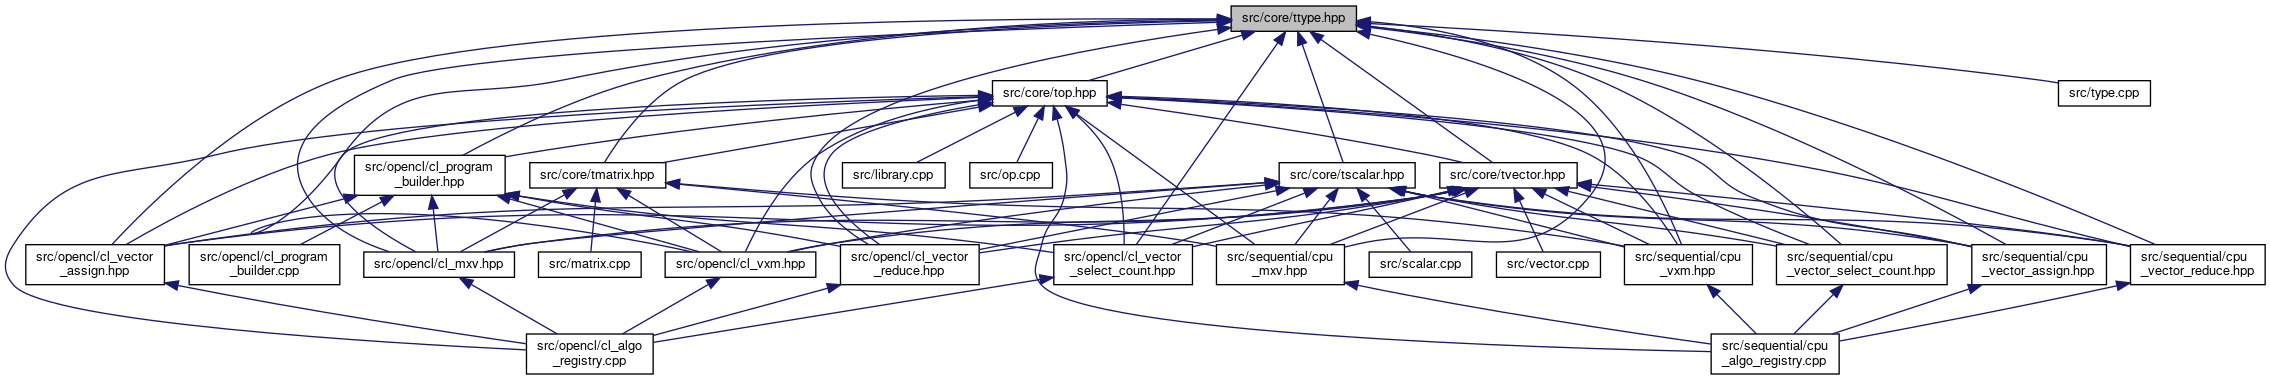 src/core/ttype.hpp
src/core/top.hpp
src/type.cpp
src/opencl/cl_program
_builder.hpp
src/core/tmatrix.hpp
src/library.cpp
src/op.cpp
src/core/tscalar.hpp
src/core/tvector.hpp
src/opencl/cl_vector
_assign.hpp
src/opencl/cl_program
_builder.cpp
src/opencl/cl_mxv.hpp
src/matrix.cpp
src/opencl/cl_vxm.hpp
src/opencl/cl_vector
_reduce.hpp
src/opencl/cl_vector
_select_count.hpp
src/sequential/cpu
_mxv.hpp
src/scalar.cpp
src/vector.cpp
src/sequential/cpu
_vxm.hpp
src/sequential/cpu
_vector_select_count.hpp
src/sequential/cpu
_vector_assign.hpp
src/sequential/cpu
_vector_reduce.hpp
src/opencl/cl_algo
_registry.cpp
src/sequential/cpu
_algo_registry.cpp